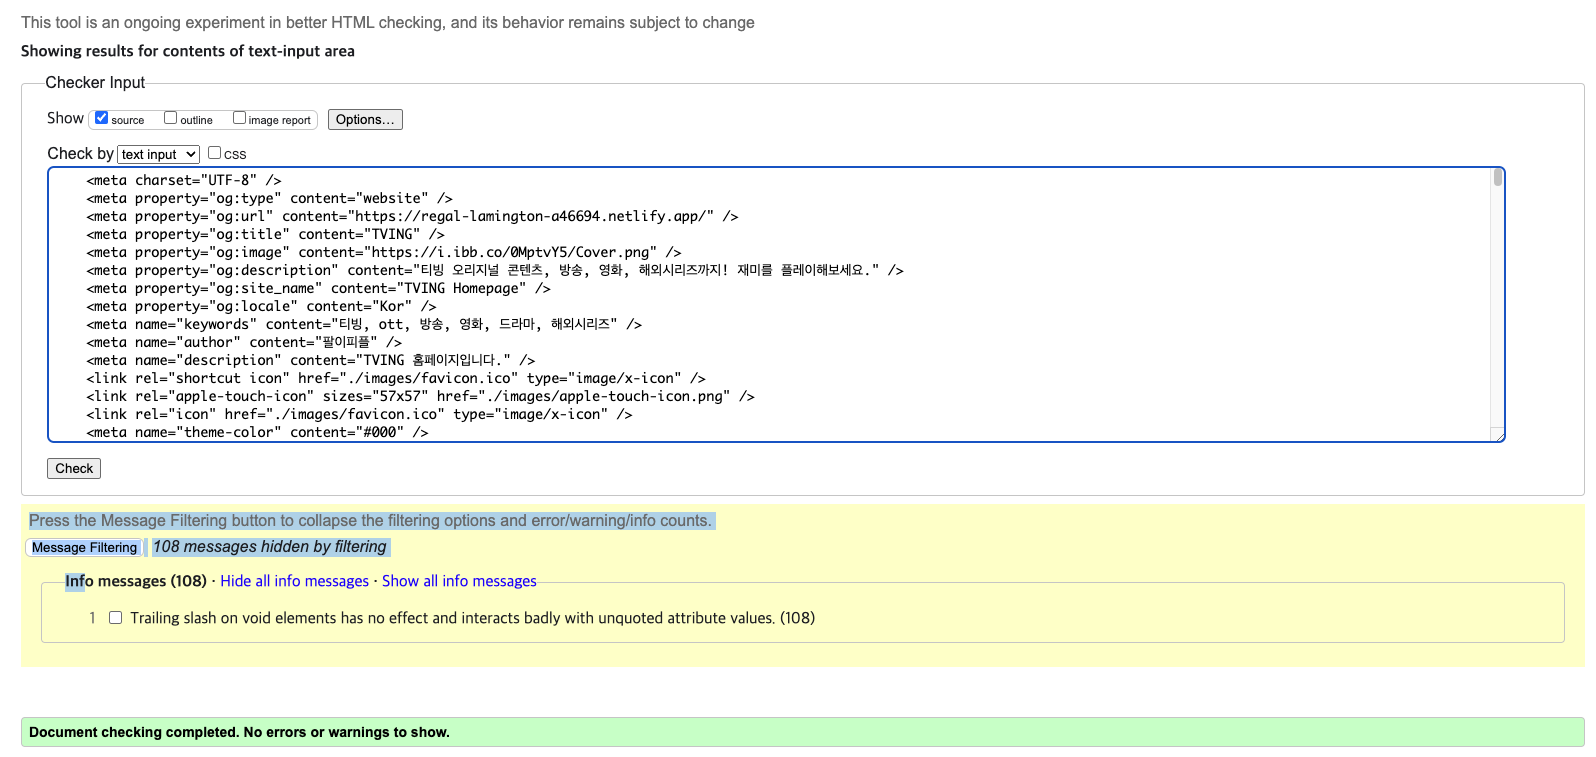 This tool is an ongoing experiment in better HTML checking, and its behavior remains subject to change
Showing results for contents of text-input area
Checker Input
Show source outline image report Options...
Check by text input css
<meta charset="UTF-8" />
<meta property="og:type" content="website" />
<meta property="og:url" content="https://regal-lamington-a46694.netlify.app/" />
<meta property="og:title" content="TVING" />
<meta property="og:image" content="https://i.ibb.co/0MptvY5/Cover.png" />
<meta property="og:description" content="티빙 오리지널 콘텐츠, 방송, 영화, 해외시리즈까지! 재미를 플레이해보세요." />
<meta property="og:site_name" content="TVING Homepage" />
<meta property="og:locale" content="Kor" />
<meta name="keywords" content="티빙, ott, 방송, 영화, 드라마, 해외시리즈" />
<meta name="author" content="팔이피플" />
<meta name="description" content="TVING 홈페이지입니다." />
<link rel="shortcut icon" href="./images/favicon.ico" type="image/x-icon" />
<link rel="apple-touch-icon" sizes="57x57" href="./images/apple-touch-icon.png" />
<link rel="icon" href="./images/favicon.ico" type="image/x-icon" />
<meta name="theme-color" content="#000" />
Check
Press the Message Filtering button to collapse the filtering options and error/warning/info counts.
Message Filtering 108 messages hidden by filtering
Info messages (108) · Hide all info messages · Show all info messages
1 Trailing slash on void elements has no effect and interacts badly with unquoted attribute values. (108)
Document checking completed. No errors or warnings to show.